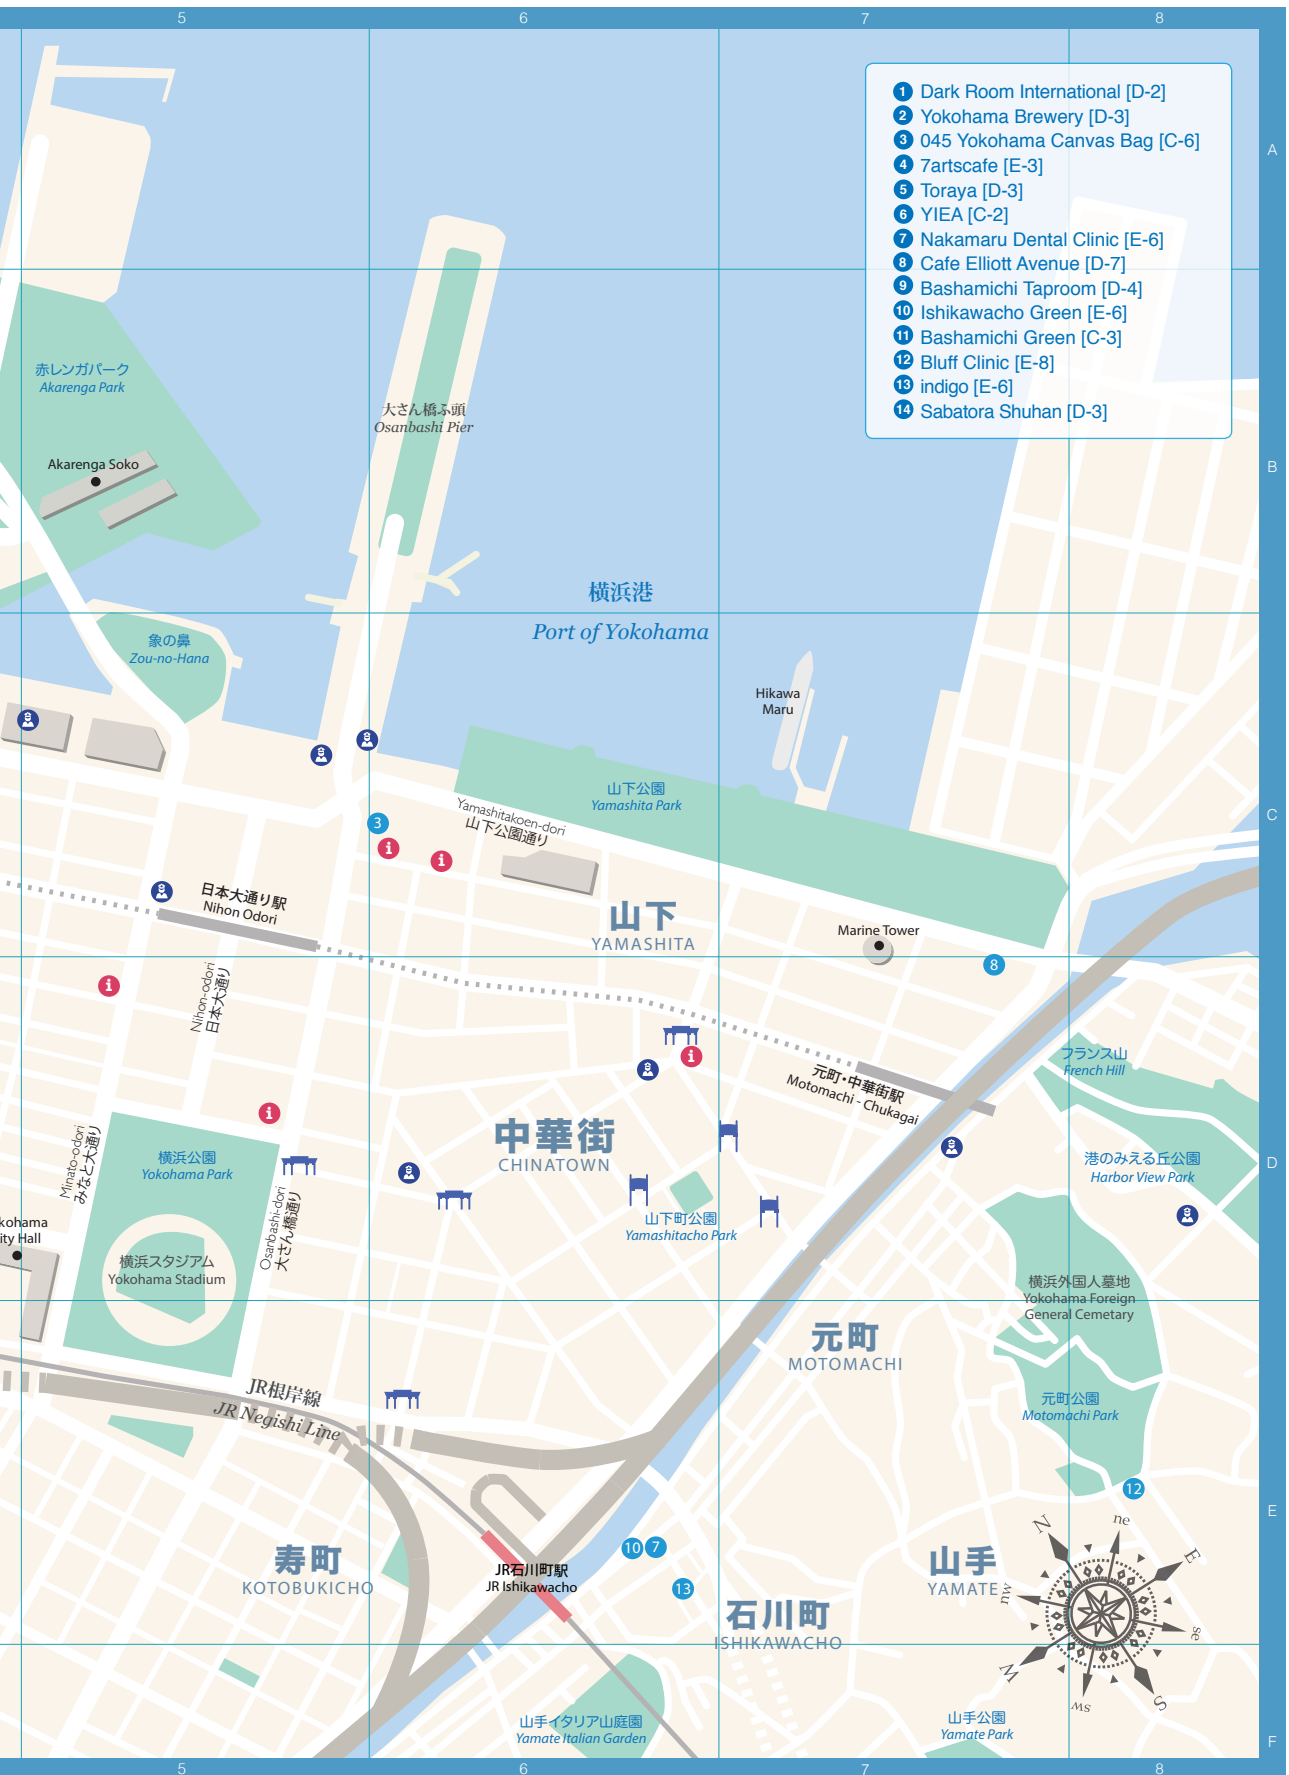 5
6
7
8
1 Dark Room International [D-2]
2 Yokohama Brewery [D-3]
3 045 Yokohama Canvas Bag [C-6]
4 7artscafe [E-3]
5 Toraya [D-3]
6 YIEA [C-2]
7 Nakamaru Dental Clinic [E-6]
8 Cafe Elliott Avenue [D-7]
9 Bashamichi Taproom [D-4]
10 Ishikawacho Green [E-6]
11 Bashamichi Green [C-3]
12 Bluff Clinic [E-8]
13 indigo [E-6]
14 Sabatora Shuhan [D-3]
A
赤レンガパーク
Akarenga Park
大さん橋ふ頭
Osanbashi Pier
Akarenga Soko
B
横浜港
Port of Yokohama
象の鼻
Zou-no-Hana
Hikawa
Maru
山下公園
Yamashita Park
Yamashitakoen-dori
山下公園通り
3
C
日本大通り駅
Nihon Odori
山下
YAMASHITA
Marine Tower
8
Nihon-odori
日本大通り
フランス山
French Hill
元町・中華街駅
Motomachi - Chukagai
中華街
CHINATOWN
Minato-odori
みなと大通り
横浜公園
Yokohama Park
港のみえる丘公園
Harbor View Park
D
Osanbashi-dori
大さん橋通り
山下町公園
Yamashitacho Park
kohama
ity Hall
横浜スタジアム
Yokohama Stadium
横浜外国人墓地
Yokohama Foreign
General Cemetary
元町
MOTOMACHI
JR根岸線
JR Negishi Line
元町公園
Motomachi Park
12
E
10
7
13
寿町
KOTOBUKICHO
JR石川町駅
JR Ishikawacho
山手
YAMATE
石川町
ISHIKAWACHO
N
ne
E
se
S
sw
W
nw
山手イタリア山庭園
Yamate Italian Garden
山手公園
Yamate Park
F
5
6
7
8